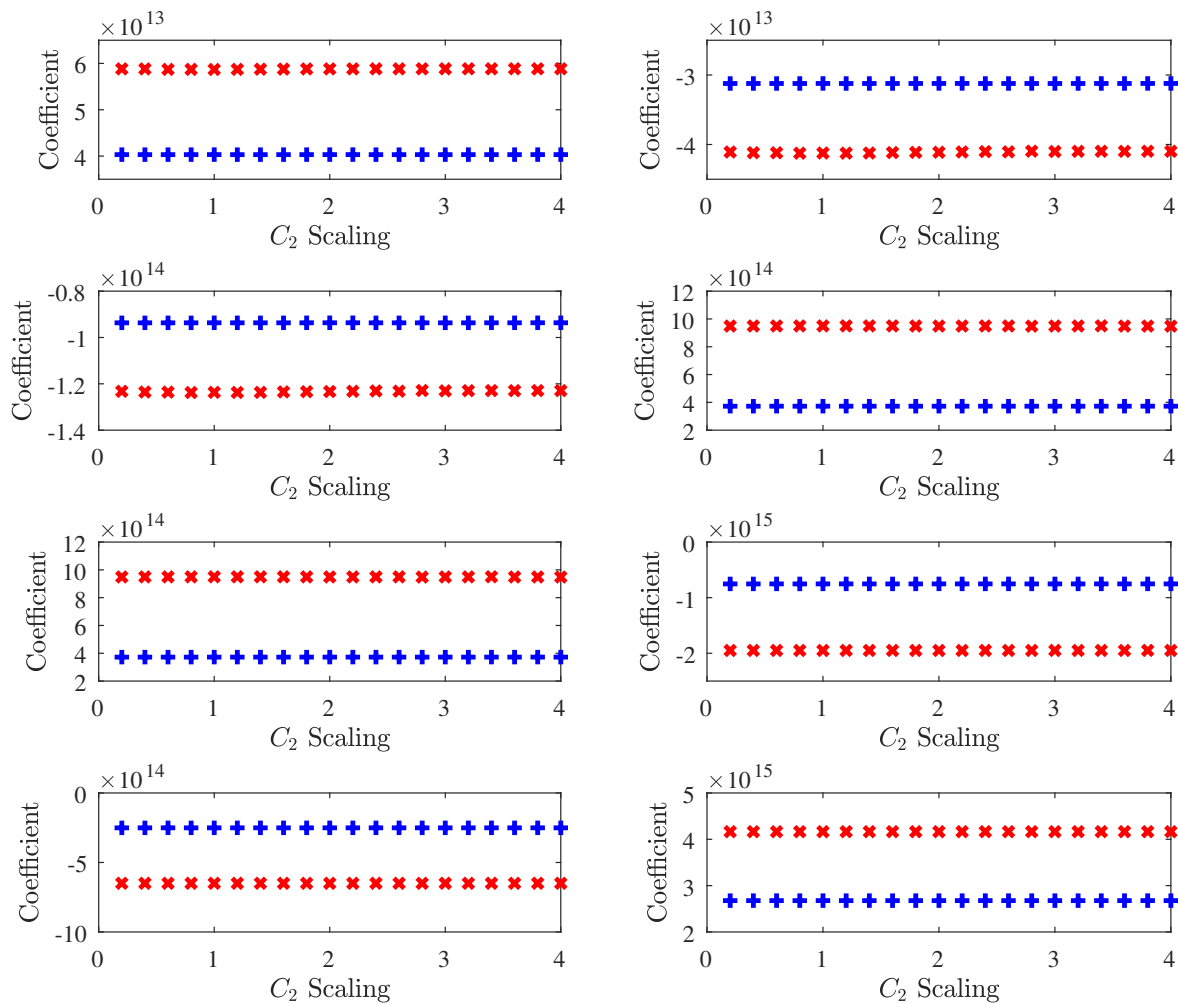 ×10^13
6
5
4
Coefficient
0 1 2 3 4
C₂ Scaling
×10^13
-3
-4
Coefficient
0 1 2 3 4
C₂ Scaling
×10^14
-0.8
-1
-1.2
-1.4
Coefficient
0 1 2 3 4
C₂ Scaling
×10^14
12
10
8
6
4
2
Coefficient
0 1 2 3 4
C₂ Scaling
×10^14
12
10
8
6
4
2
Coefficient
0 1 2 3 4
C₂ Scaling
×10^15
0
-1
-2
Coefficient
0 1 2 3 4
C₂ Scaling
×10^14
0
-5
-10
Coefficient
0 1 2 3 4
C₂ Scaling
×10^15
5
4
3
2
Coefficient
0 1 2 3 4
C₂ Scaling